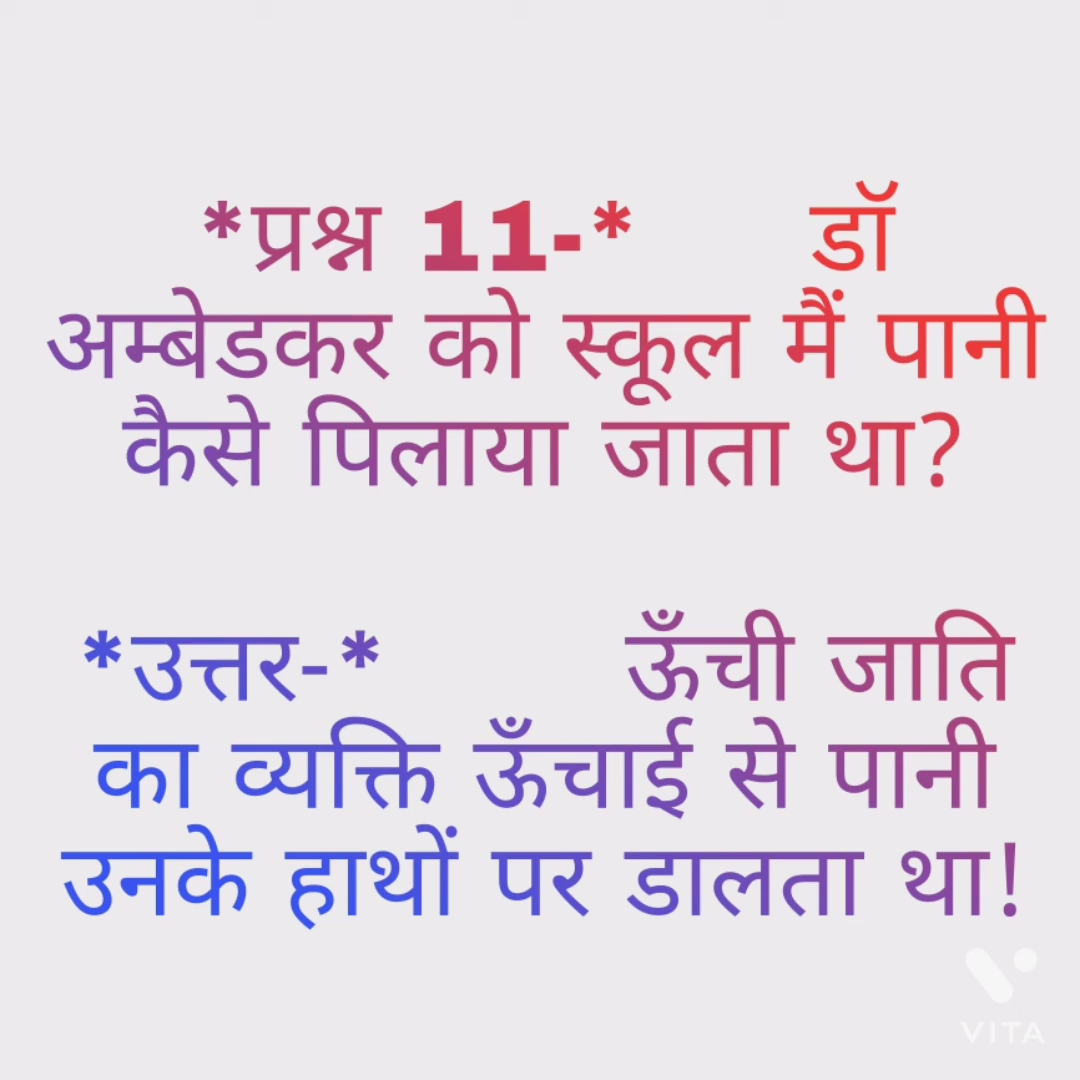 *प्रश्न 11-* डॉ
अम्बेडकर को स्कूल मैं पानी
कैसे पिलाया जाता था?
*उत्तर-* ऊँची जाति
का व्यक्ति ऊँचाई से पानी
उनके हाथों पर डालता था!
VITA